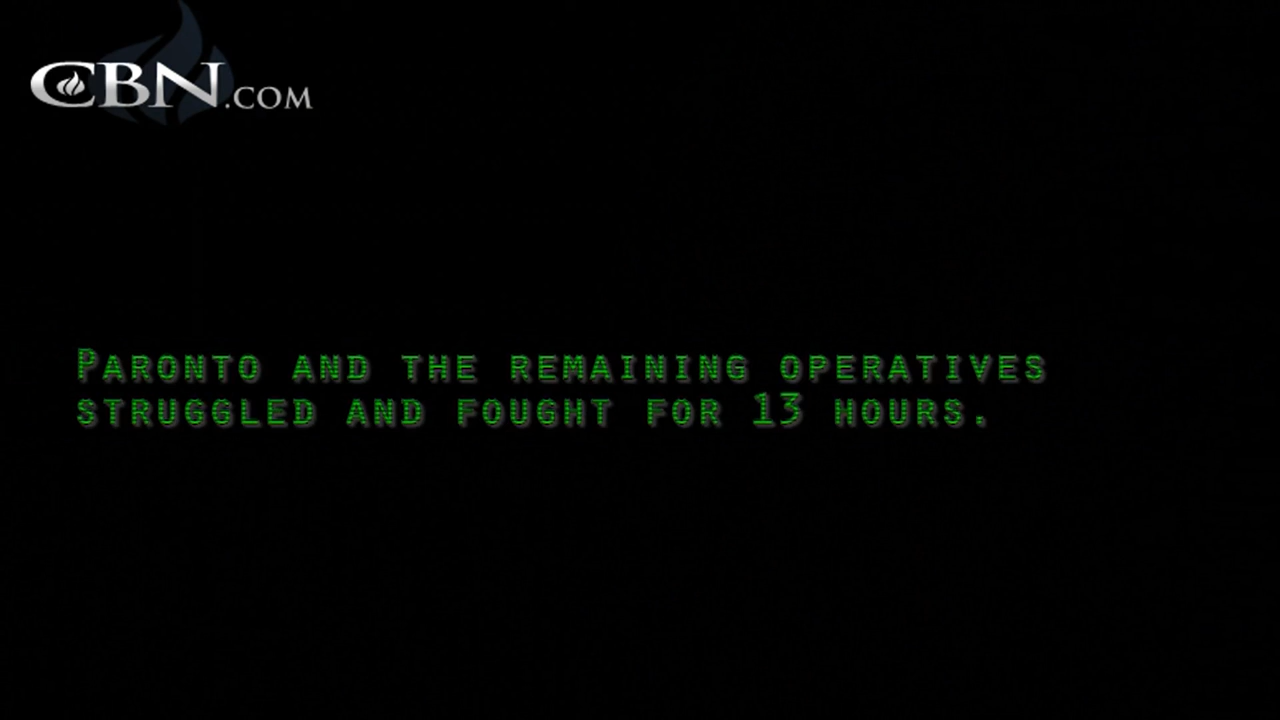 CBN.COM
PARONTO AND THE REMAINING OPERATIVES
STRUGGLED AND FOUGHT FOR 13 HOURS.